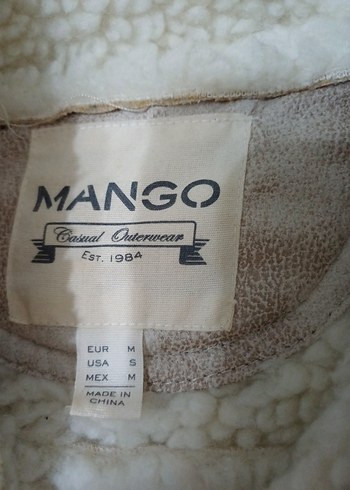 MANGO
Casual Outerwear
EST. 1984
EUR M
USA S
MEX M
MADE IN
CHINA